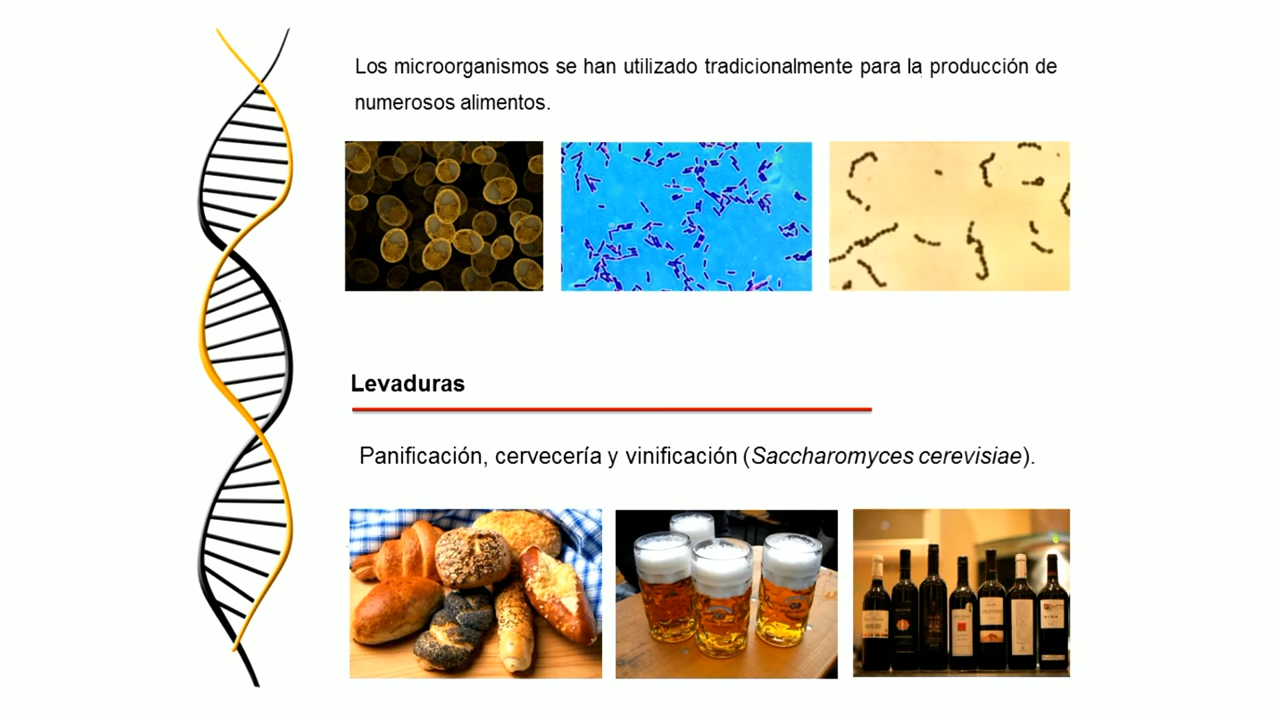 Los microorganismos se han utilizado tradicionalmente para la producción de
numerosos alimentos.
Levaduras
Panificación, cervecería y vinificación (Saccharomyces cerevisiae).